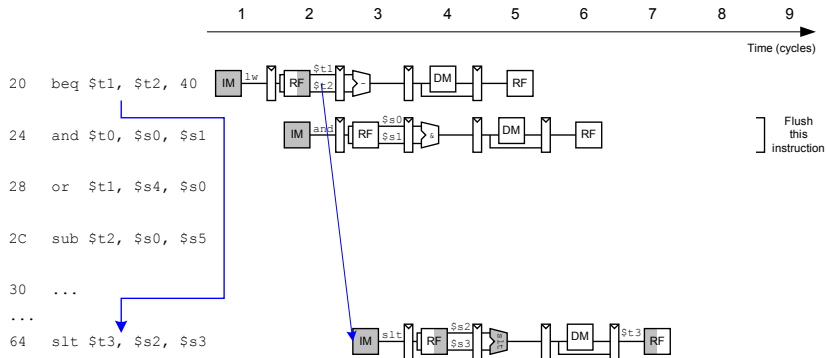 1 2 3 4 5 6 7 8 9
Time (cycles)
20 beq $t1, $t2, 40 IM lw RF $t1 $t2 - DM RF
24 and $t0, $s0, $s1 IM and RF $s0 $s1 & DM RF
Flush
this
instruction
28 or $t1, $s4, $s0
2C sub $t2, $s0, $s5
30 ...
...
64 slt $t3, $s2, $s3 IM slt RF $s2 $s3 slt DM $t3 RF